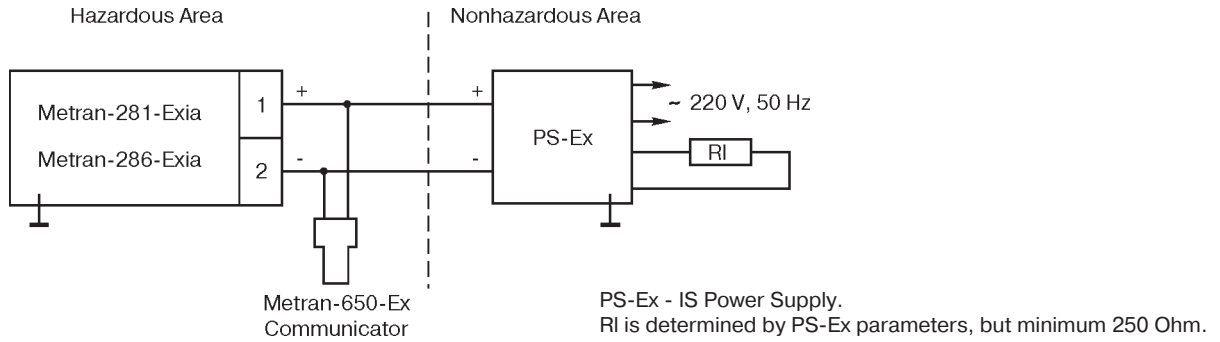 Hazardous Area
Nonhazardous Area
Metran-281-Exia
Metran-286-Exia
1
2
+
-
+
-
PS-Ex
~ 220 V, 50 Hz
Rl
Metran-650-Ex
Communicator
PS-Ex - IS Power Supply.
Rl is determined by PS-Ex parameters, but minimum 250 Ohm.